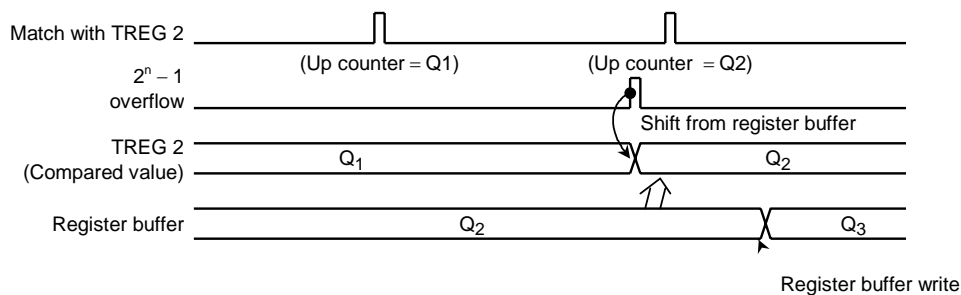 Match with TREG 2
(Up counter = Q1)
(Up counter = Q2)
2ⁿ – 1
overflow
Shift from register buffer
TREG 2
(Compared value)
Q₁
Q₂
Register buffer
Q₂
Q₃
Register buffer write